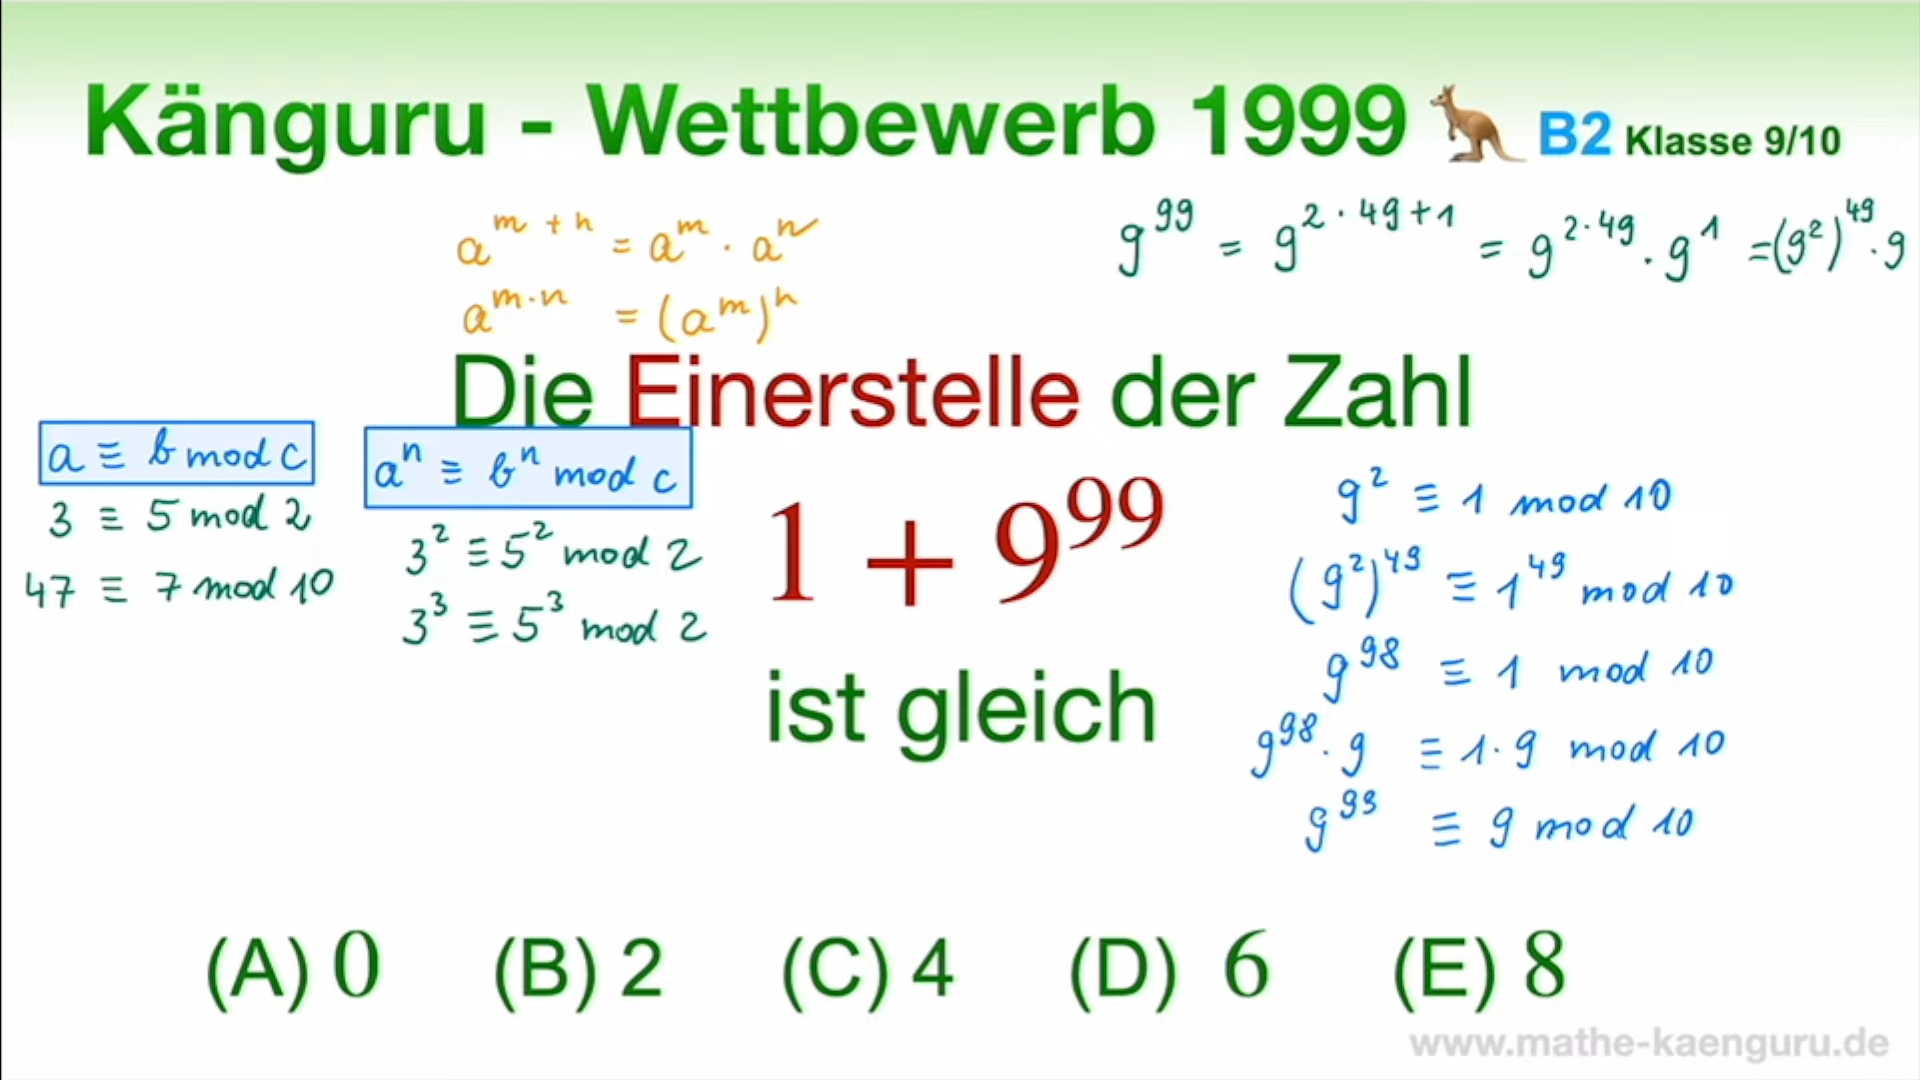 Känguru - Wettbewerb 1999 B2 Klasse 9/10
a^{m+n} = a^m · a^n
a^{m·n} = (a^m)^n
9^{99} = 9^{2·49+1} = 9^{2·49} · 9^1 = (9^2)^{49} · 9
Die Einerstelle der Zahl
1 + 9^{99}
ist gleich
a ≡ b mod c
3 ≡ 5 mod 2
47 ≡ 7 mod 10
a^n ≡ b^n mod c
3^2 ≡ 5^2 mod 2
3^3 ≡ 5^3 mod 2
9^2 ≡ 1 mod 10
(9^2)^{49} ≡ 1^{49} mod 10
9^{98} ≡ 1 mod 10
9^{98} · 9 ≡ 1 · 9 mod 10
9^{99} ≡ 9 mod 10
(A) 0 (B) 2 (C) 4 (D) 6 (E) 8
www.mathe-kaenguru.de